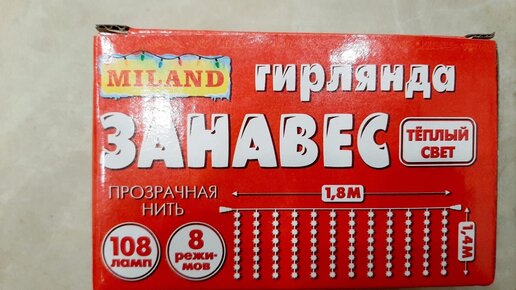 MILAND
гирлянда
ЗАНАВЕС
ТЁПЛЫЙ
СВЕТ
ПРОЗРАЧНАЯ
НИТЬ
1,8М
1,4М
108
ЛАМП
8
РЕЖИ-
МОВ